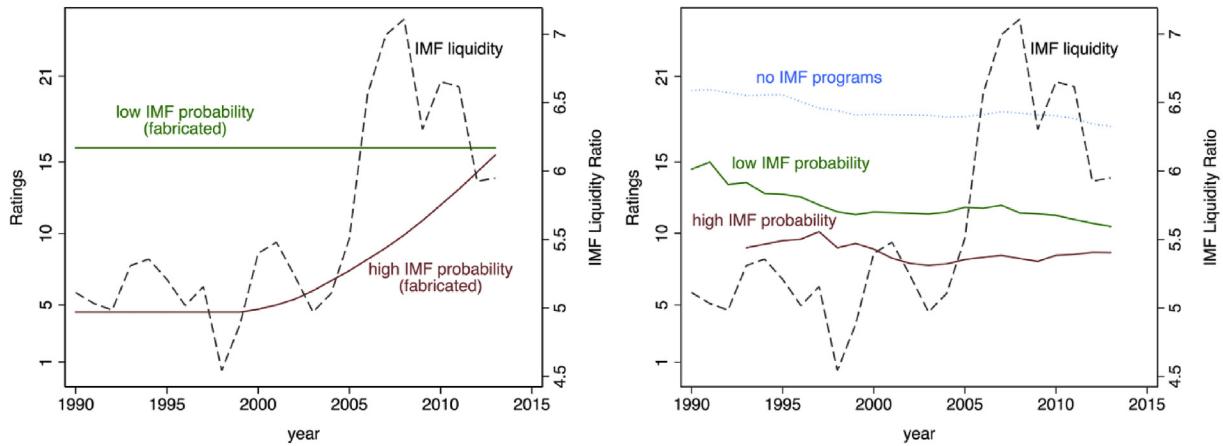 21
15
10
5
1
Ratings
IMF liquidity
low IMF probability
(fabricated)
high IMF probability
(fabricated)
7
6.5
6
5.5
5
4.5
IMF Liquidity Ratio
1990
1995
2000
2005
2010
2015
year
21
15
10
5
1
Ratings
IMF liquidity
no IMF programs
low IMF probability
high IMF probability
7
6.5
6
5.5
5
4.5
IMF Liquidity Ratio
1990
1995
2000
2005
2010
2015
year